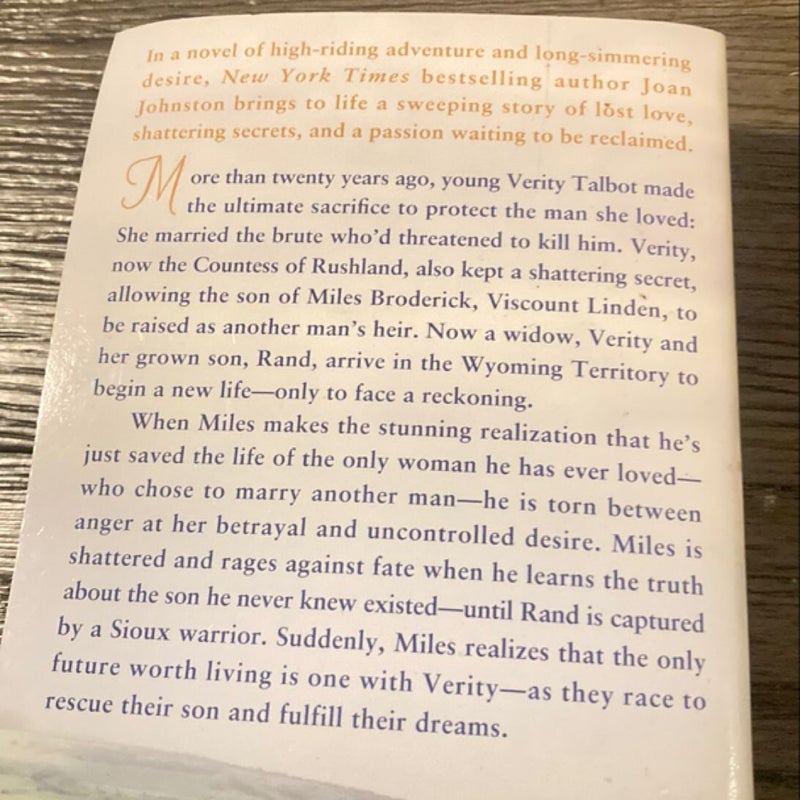 In a novel of high-riding adventure and long-simmering
desire, New York Times bestselling author Joan
Johnston brings to life a sweeping story of lost love,
shattering secrets, and a passion waiting to be reclaimed.
More than twenty years ago, young Verity Talbot made
the ultimate sacrifice to protect the man she loved:
She married the brute who'd threatened to kill him. Verity,
now the Countess of Rushland, also kept a shattering secret,
allowing the son of Miles Broderick, Viscount Linden, to
be raised as another man's heir. Now a widow, Verity and
her grown son, Rand, arrive in the Wyoming Territory to
begin a new life—only to face a reckoning.
When Miles makes the stunning realization that he's
just saved the life of the only woman he has ever loved—
who chose to marry another man—he is torn between
anger at her betrayal and uncontrolled desire. Miles is
shattered and rages against fate when he learns the truth
about the son he never knew existed—until Rand is captured
by a Sioux warrior. Suddenly, Miles realizes that the only
future worth living is one with Verity—as they race to
rescue their son and fulfill their dreams.